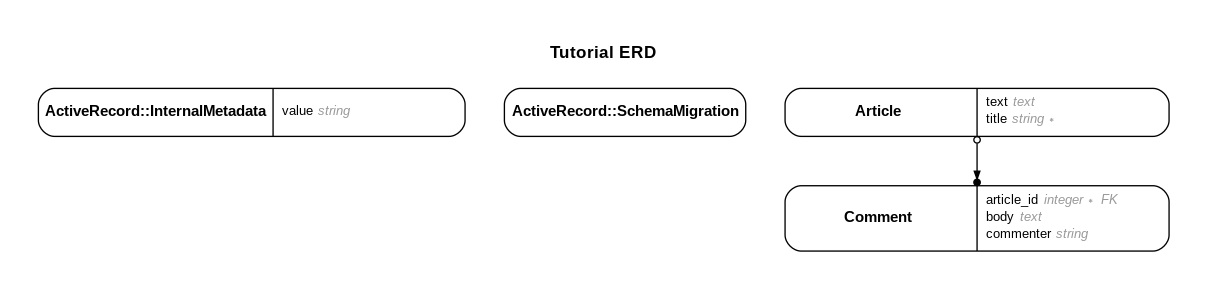 Tutorial ERD
ActiveRecord::InternalMetadata
value string
ActiveRecord::SchemaMigration
Article
text text
title string *
Comment
article_id integer * FK
body text
commenter string